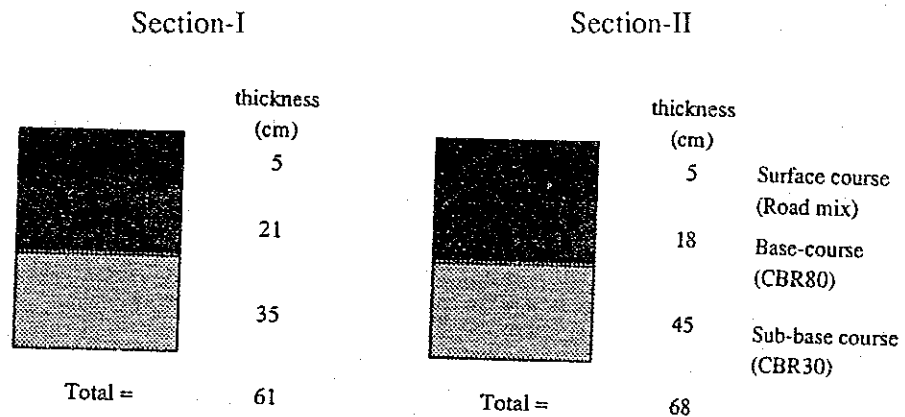 Section-I
thickness
(cm)
5
21
35
Total = 61
Section-II
thickness
(cm)
5 Surface course
(Road mix)
18 Base-course
(CBR80)
45 Sub-base course
(CBR30)
Total = 68